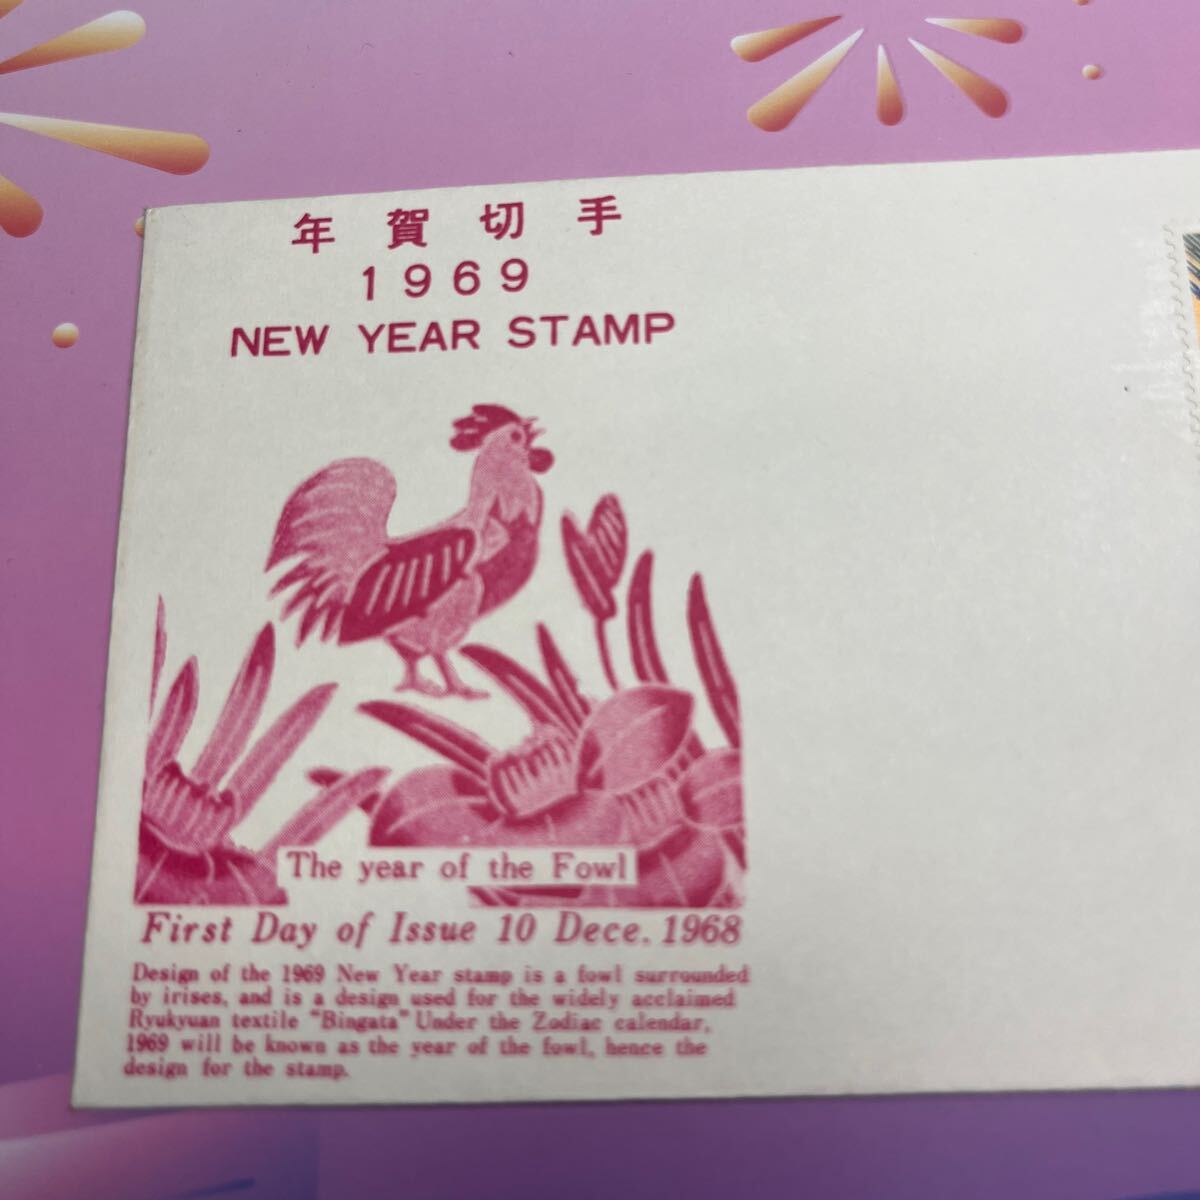 年賀切手
1969
NEW YEAR STAMP
The year of the Fowl
First Day of Issue 10 Dece. 1968
Design of the 1969 New Year stamp is a fowl surrounded
by irises, and is a design used for the widely acclaimed
Ryukyuan textile "Bingata" Under the Zodiac calendar,
1969 will be known as the year of the fowl, hence the
design for the stamp.